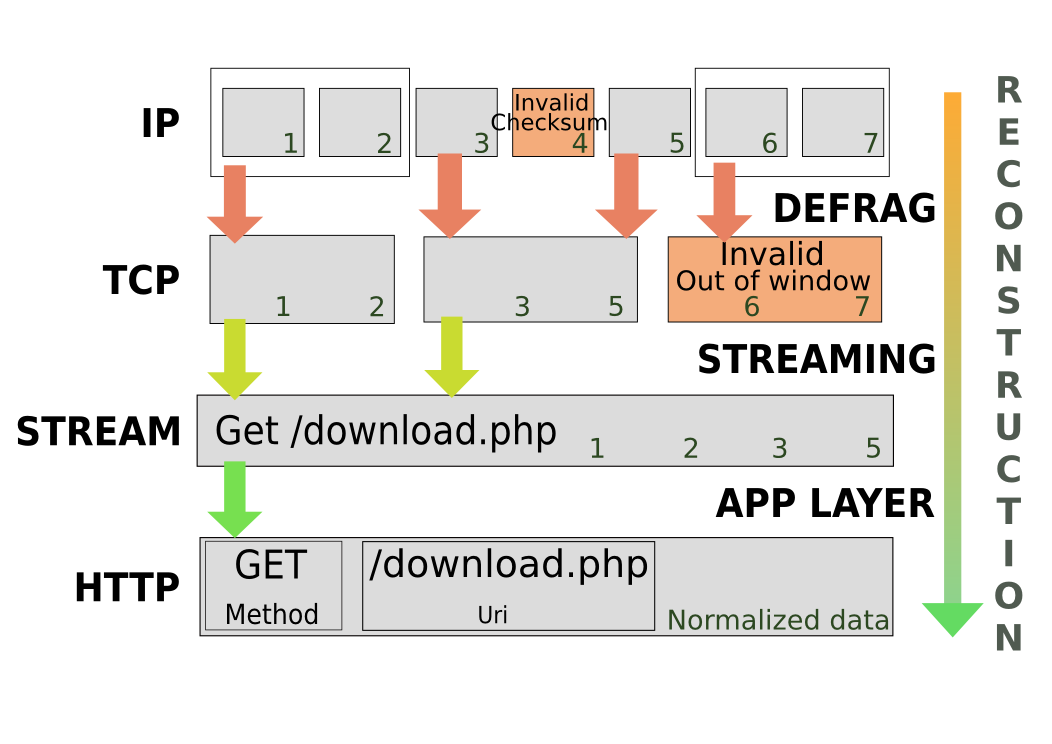 IP
1
2
3
Invalid
Checksum
4
5
6
7
DEFRAG
TCP
1 2
3 5
Invalid
Out of window
6 7
STREAMING
STREAM
Get /download.php
1 2 3 5
APP LAYER
HTTP
GET
Method
/download.php
Uri
Normalized data
R
E
C
O
N
S
T
R
U
C
T
I
O
N